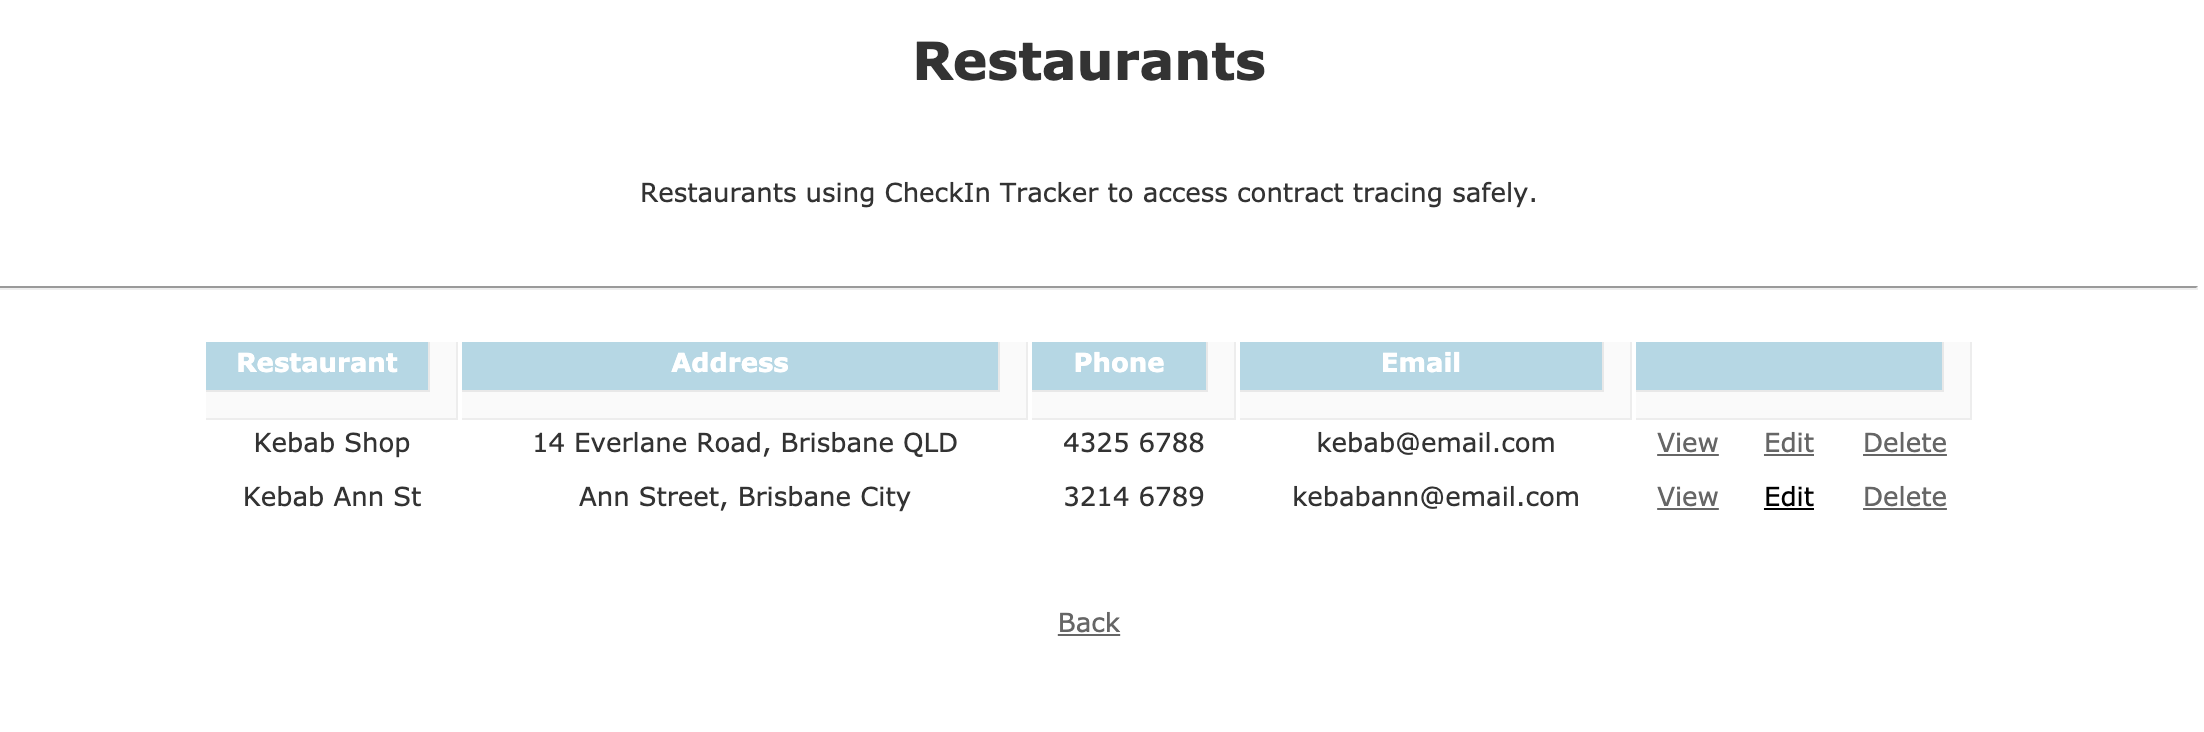 Restaurants
Restaurants using CheckIn Tracker to access contract tracing safely.
Restaurant Address Phone Email
Kebab Shop 14 Everlane Road, Brisbane QLD 4325 6788 kebab@email.com View Edit Delete
Kebab Ann St Ann Street, Brisbane City 3214 6789 kebabann@email.com View Edit Delete
Back